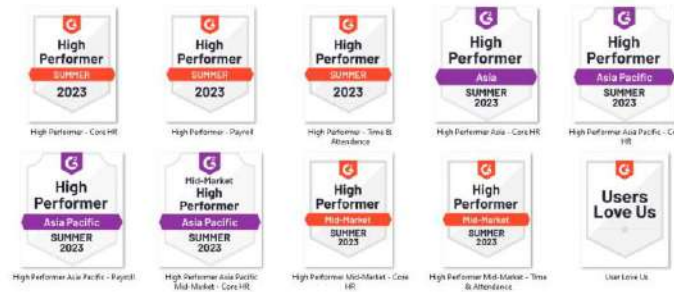 High
Performer
SUMMER
2023
High Performer - Core HR
High
Performer
SUMMER
2023
High Performer - Payroll
High
Performer
SUMMER
2023
High Performer - Time &
Attendance
High
Performer
Asia
SUMMER
2023
High Performer Asia - Core HR
High
Performer
Asia Pacific
SUMMER
2023
High Performer Asia Pacific - Co
HR
High
Performer
Asia Pacific
SUMMER
2023
High Performer Asia Pacific - Payroll
Mid-Market
High
Performer
Asia Pacific
SUMMER
2023
High Performer Asia Pacific
Mid-Market - Core HR
High
Performer
Mid-Market
SUMMER
2023
High Performer Mid-Market - Core
HR
High
Performer
Mid-Market
SUMMER
2023
High Performer Mid-Market - Time
& Attendance
Users
Love Us
User Love Us